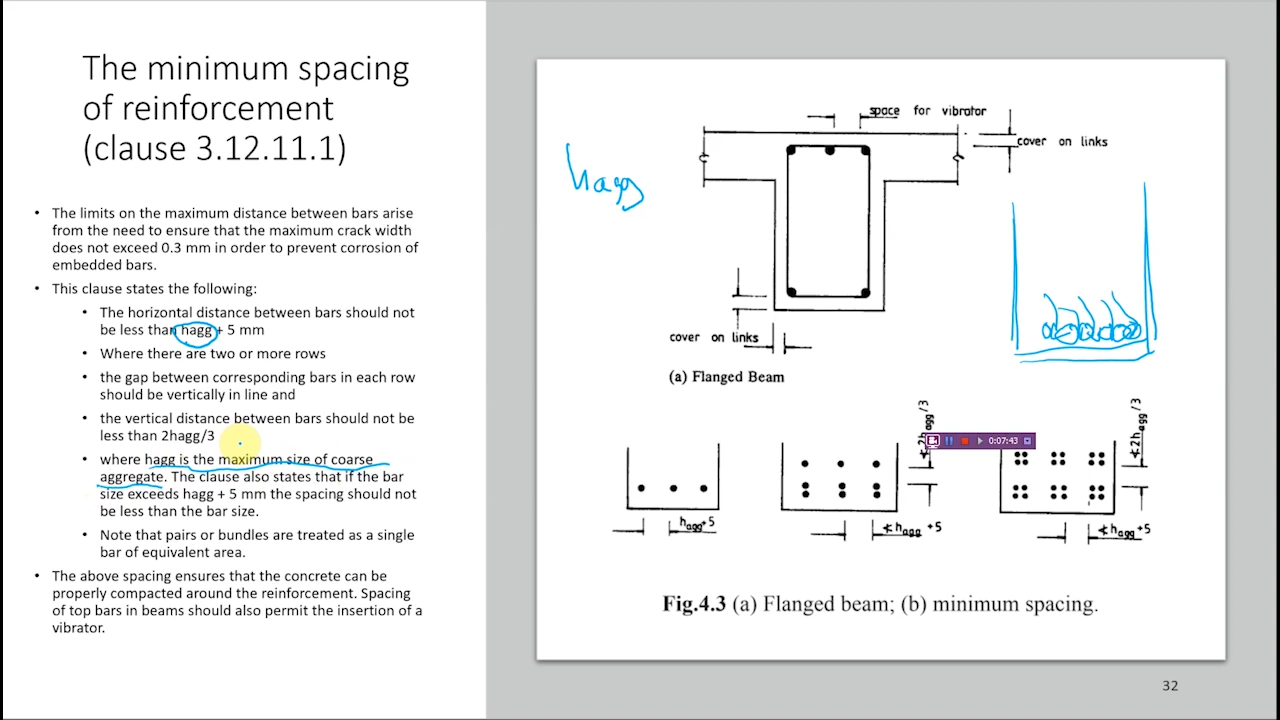 The minimum spacing
of reinforcement
(clause 3.12.11.1)
• The limits on the maximum distance between bars arise
from the need to ensure that the maximum crack width
does not exceed 0.3 mm in order to prevent corrosion of
embedded bars.
• This clause states the following:
• The horizontal distance between bars should not
be less than hagg + 5 mm
• Where there are two or more rows
• the gap between corresponding bars in each row
should be vertically in line and
• the vertical distance between bars should not be
less than 2hagg/3
• where hagg is the maximum size of coarse
aggregate. The clause also states that if the bar
size exceeds hagg + 5 mm the spacing should not
be less than the bar size.
• Note that pairs or bundles are treated as a single
bar of equivalent area.
• The above spacing ensures that the concrete can be
properly compacted around the reinforcement. Spacing
of top bars in beams should also permit the insertion of a
vibrator.
space for vibrator
cover on links
hagg
cover on links
(a) Flanged Beam
≮2hagg/3
≮2hagg/3
0:07:43
hagg+5
≮hagg+5
≮hagg+5
Fig.4.3 (a) Flanged beam; (b) minimum spacing.
32